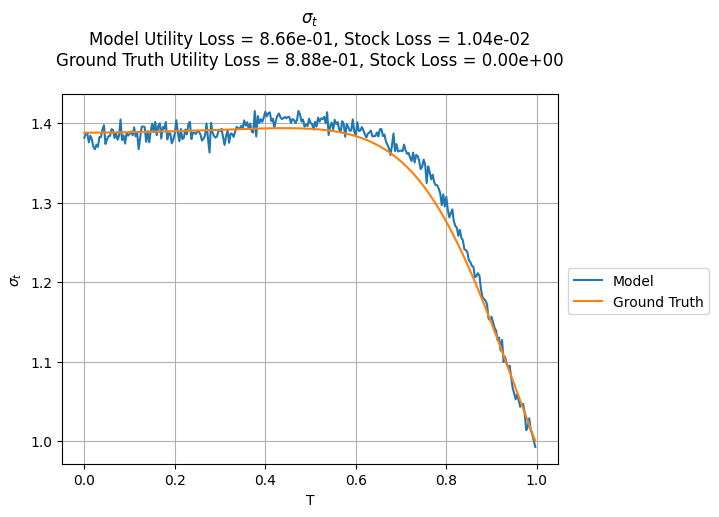 σt
Model Utility Loss = 8.66e-01, Stock Loss = 1.04e-02
Ground Truth Utility Loss = 8.88e-01, Stock Loss = 0.00e+00
1.4
1.3
1.2
1.1
1.0
σt
0.0 0.2 0.4 0.6 0.8 1.0
T
Model
Ground Truth